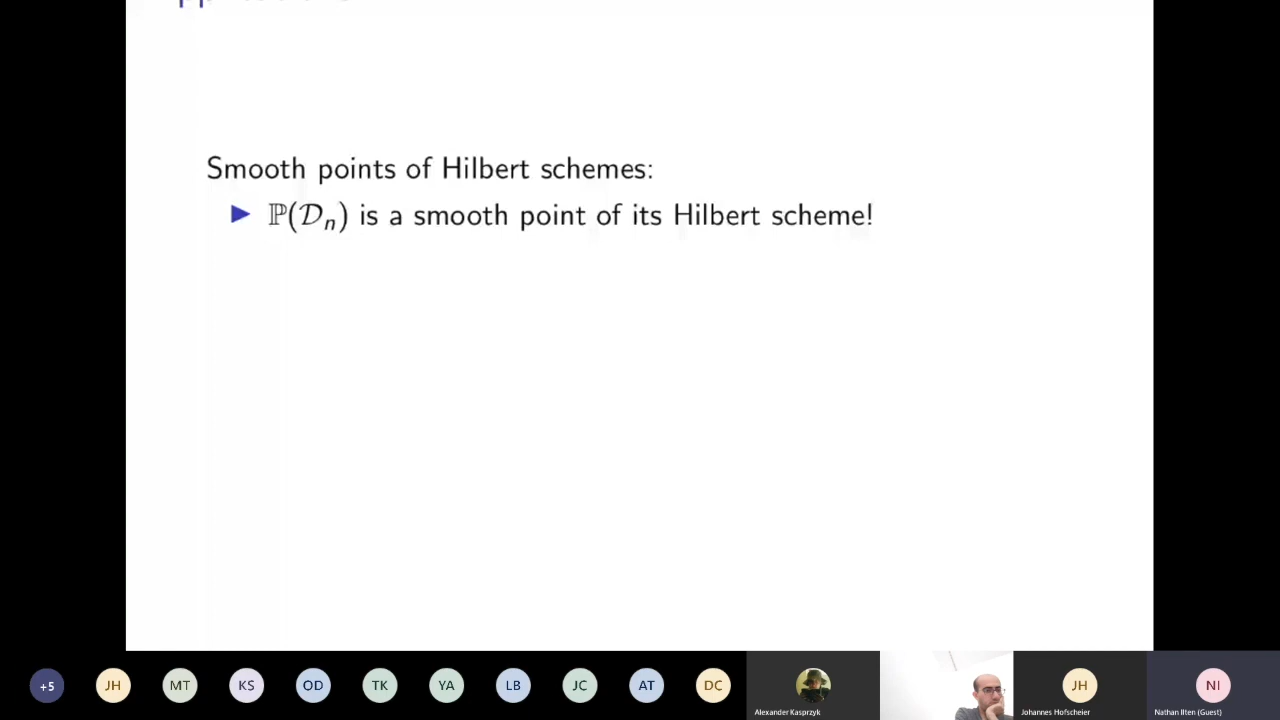 Smooth points of Hilbert schemes:
▶ ℙ(𝒟ₙ) is a smooth point of its Hilbert scheme!
+5 JH MT KS OD TK YA LB JC AT DC JH NI
Alexander Kasprzyk Johannes Hofscheier Nathan Ilten (Guest)